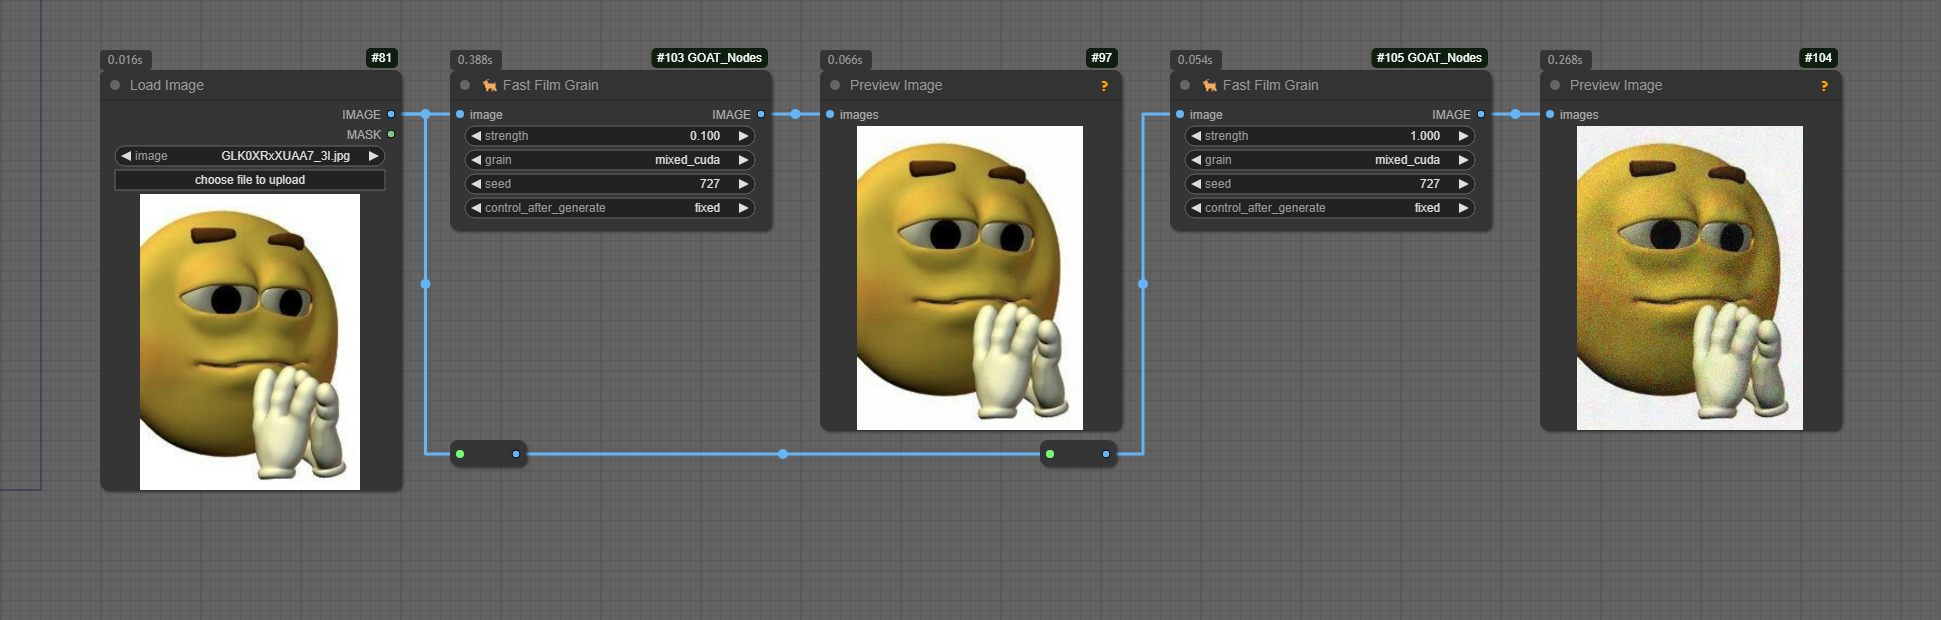 0.016s
#81
Load Image
IMAGE
MASK
image GLK0XRxXUAA7_3I.jpg
choose file to upload
0.388s
#103 GOAT_Nodes
Fast Film Grain
image IMAGE
strength 0.100
grain mixed_cuda
seed 727
control_after_generate fixed
0.066s
#97
Preview Image ?
images
0.054s
#105 GOAT_Nodes
Fast Film Grain
image IMAGE
strength 1.000
grain mixed_cuda
seed 727
control_after_generate fixed
0.268s
#104
Preview Image ?
images